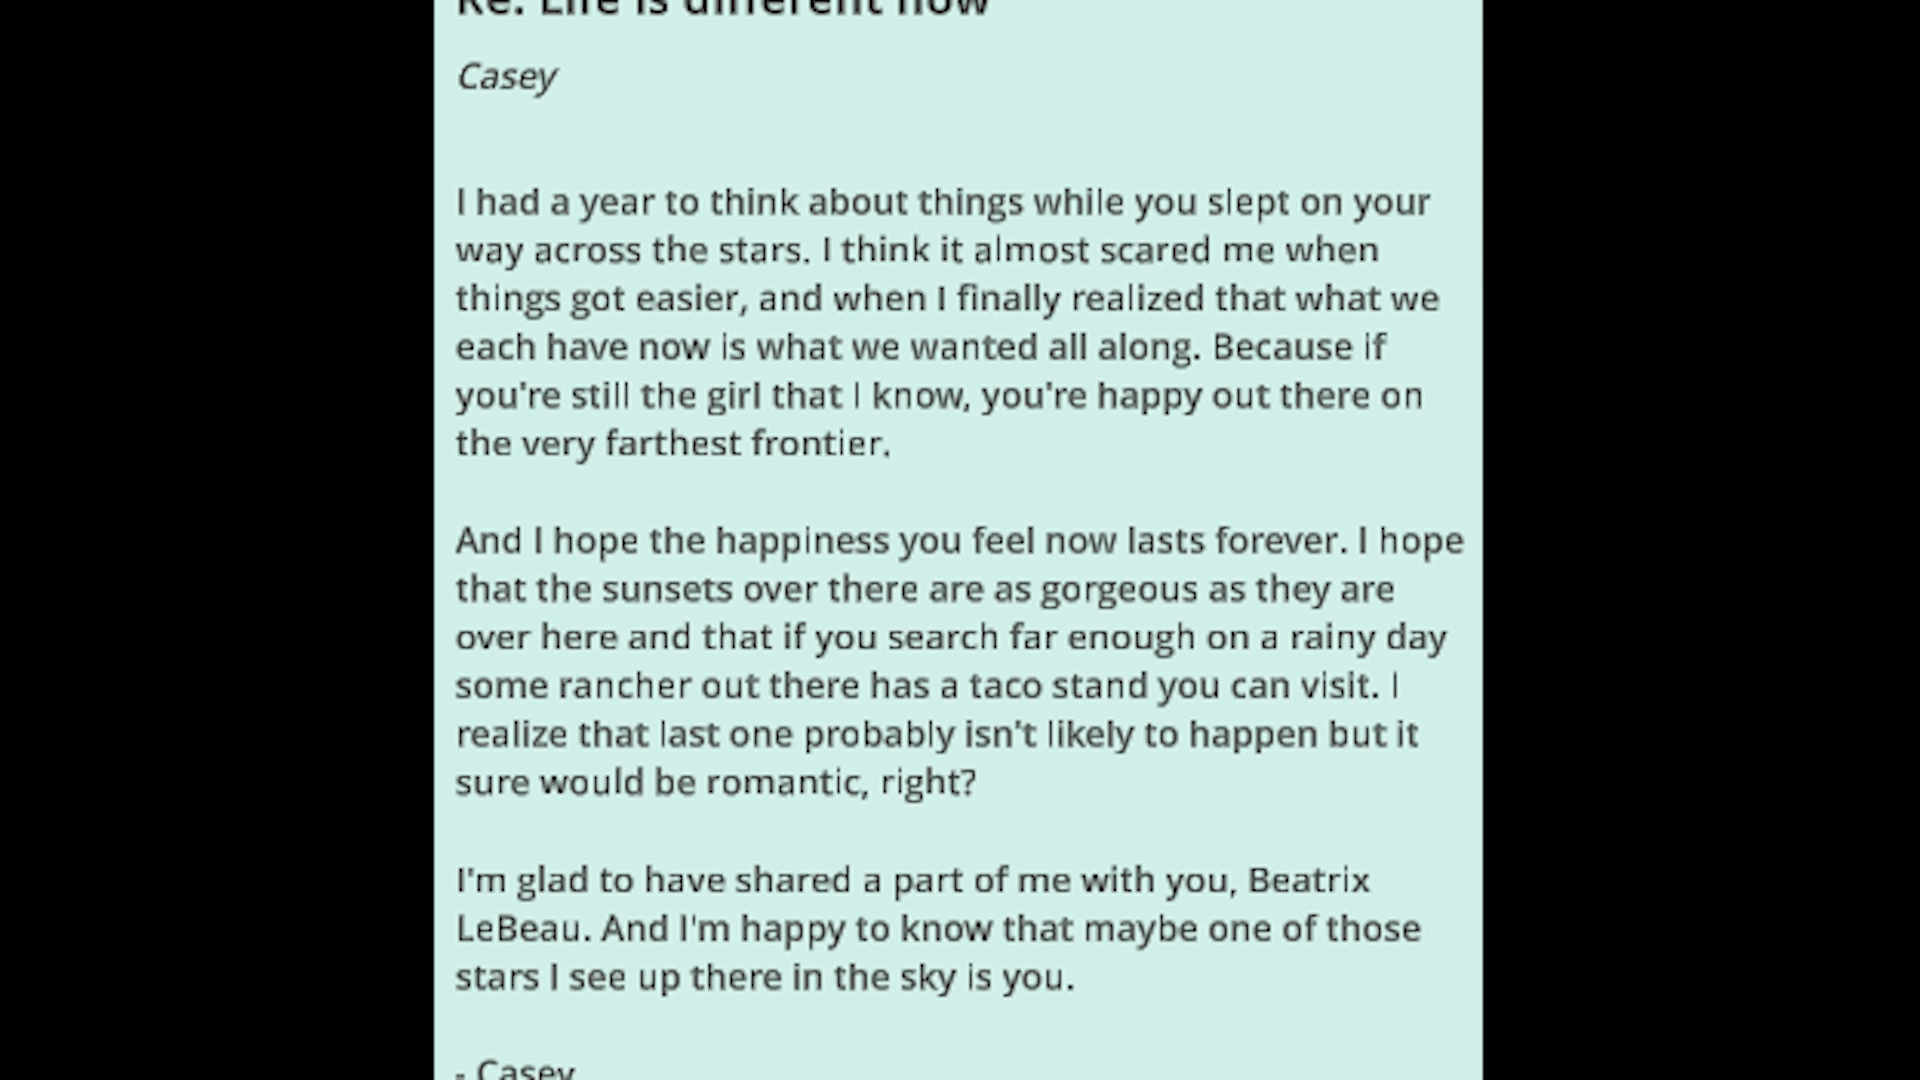 Re: Life is different now
Casey
I had a year to think about things while you slept on your
way across the stars. I think it almost scared me when
things got easier, and when I finally realized that what we
each have now is what we wanted all along. Because if
you're still the girl that I know, you're happy out there on
the very farthest frontier.
And I hope the happiness you feel now lasts forever. I hope
that the sunsets over there are as gorgeous as they are
over here and that if you search far enough on a rainy day
some rancher out there has a taco stand you can visit. I
realize that last one probably isn't likely to happen but it
sure would be romantic, right?
I'm glad to have shared a part of me with you, Beatrix
LeBeau. And I'm happy to know that maybe one of those
stars I see up there in the sky is you.
- Casey